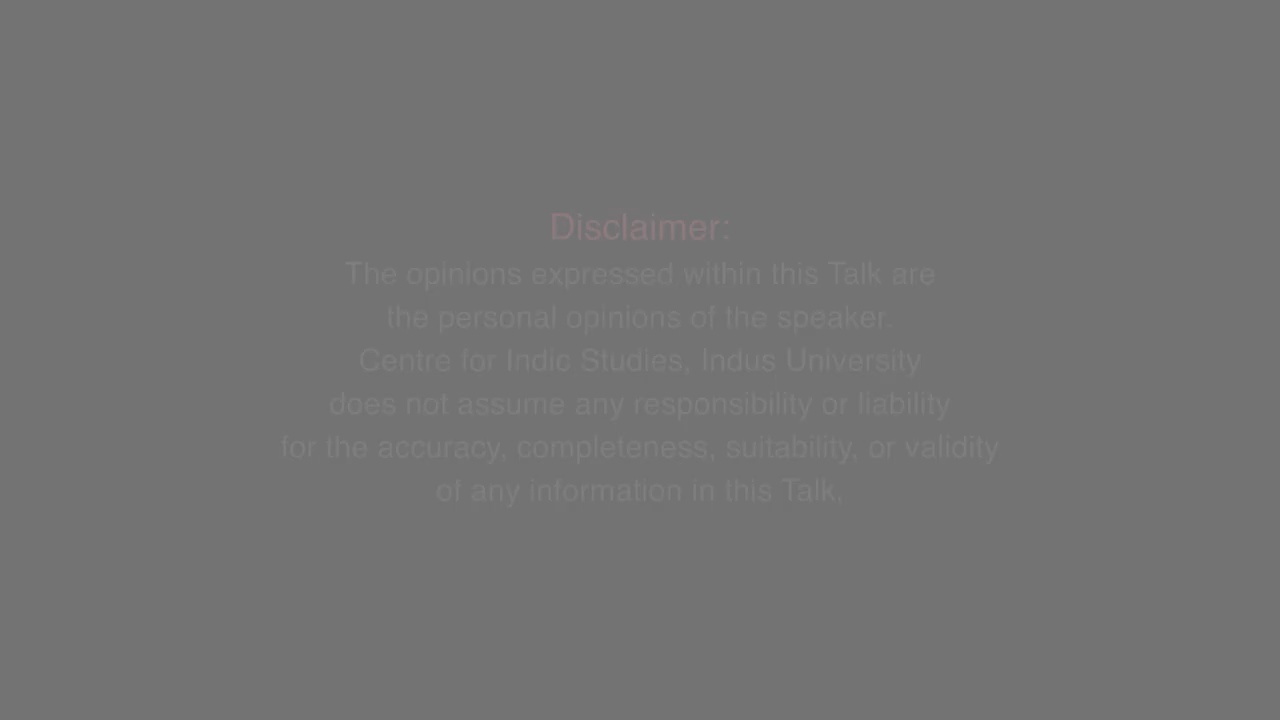 Disclaimer:
The opinions expressed within this Talk are
the personal opinions of the speaker.
Centre for Indic Studies, Indus University
does not assume any responsibility or liability
for the accuracy, completeness, suitability, or validity
of any information in this Talk.